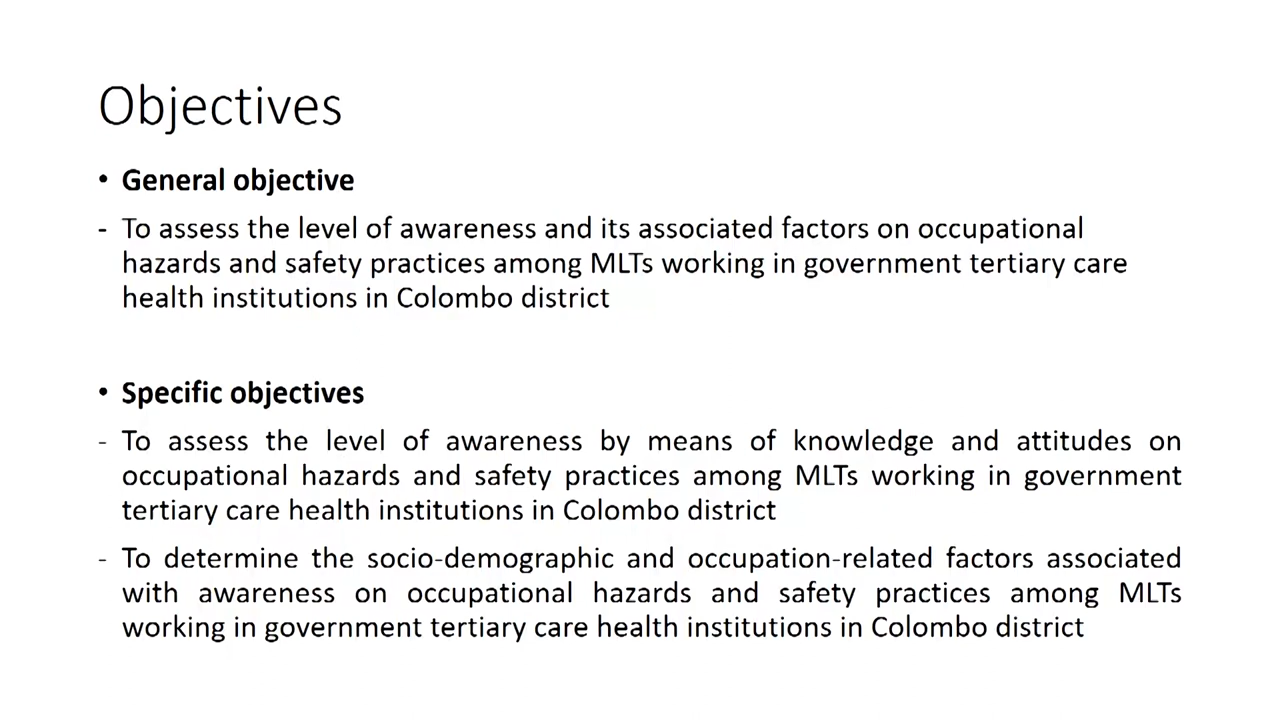 Objectives
• General objective
- To assess the level of awareness and its associated factors on occupational
hazards and safety practices among MLTs working in government tertiary care
health institutions in Colombo district
• Specific objectives
- To assess the level of awareness by means of knowledge and attitudes on
occupational hazards and safety practices among MLTs working in government
tertiary care health institutions in Colombo district
- To determine the socio-demographic and occupation-related factors associated
with awareness on occupational hazards and safety practices among MLTs
working in government tertiary care health institutions in Colombo district